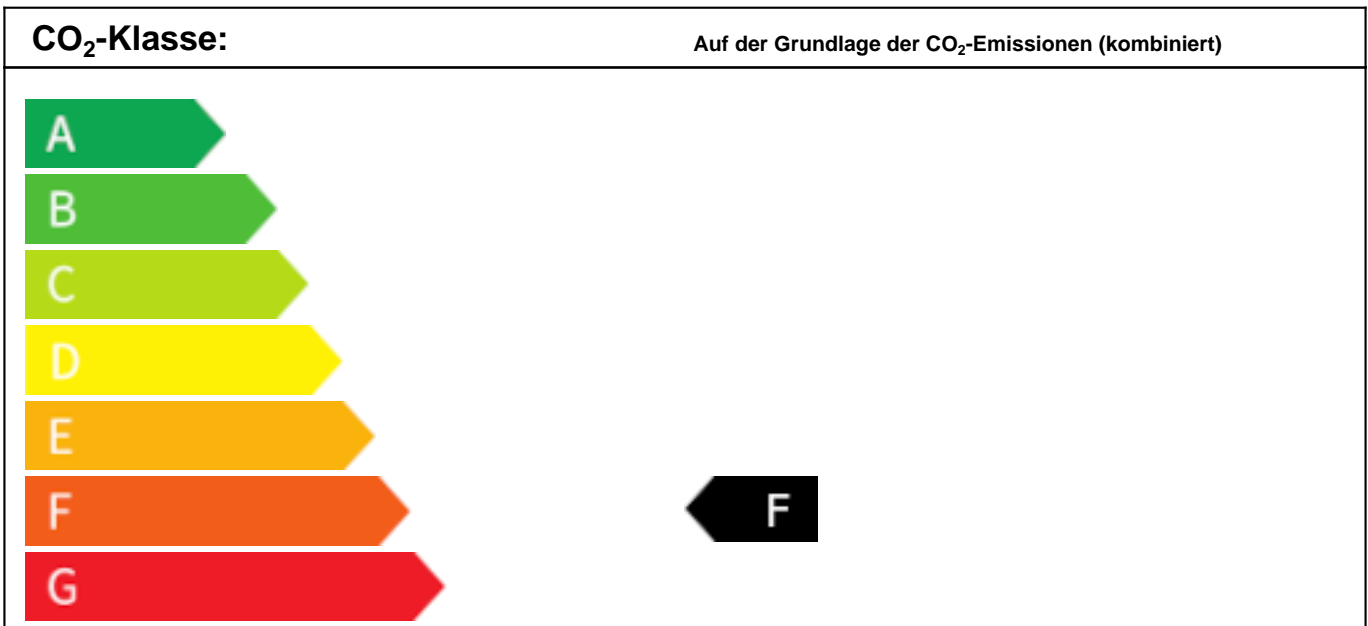 CO₂-Klasse: Auf der Grundlage der CO₂-Emissionen (kombiniert)
A
B
C
D
E
F F
G